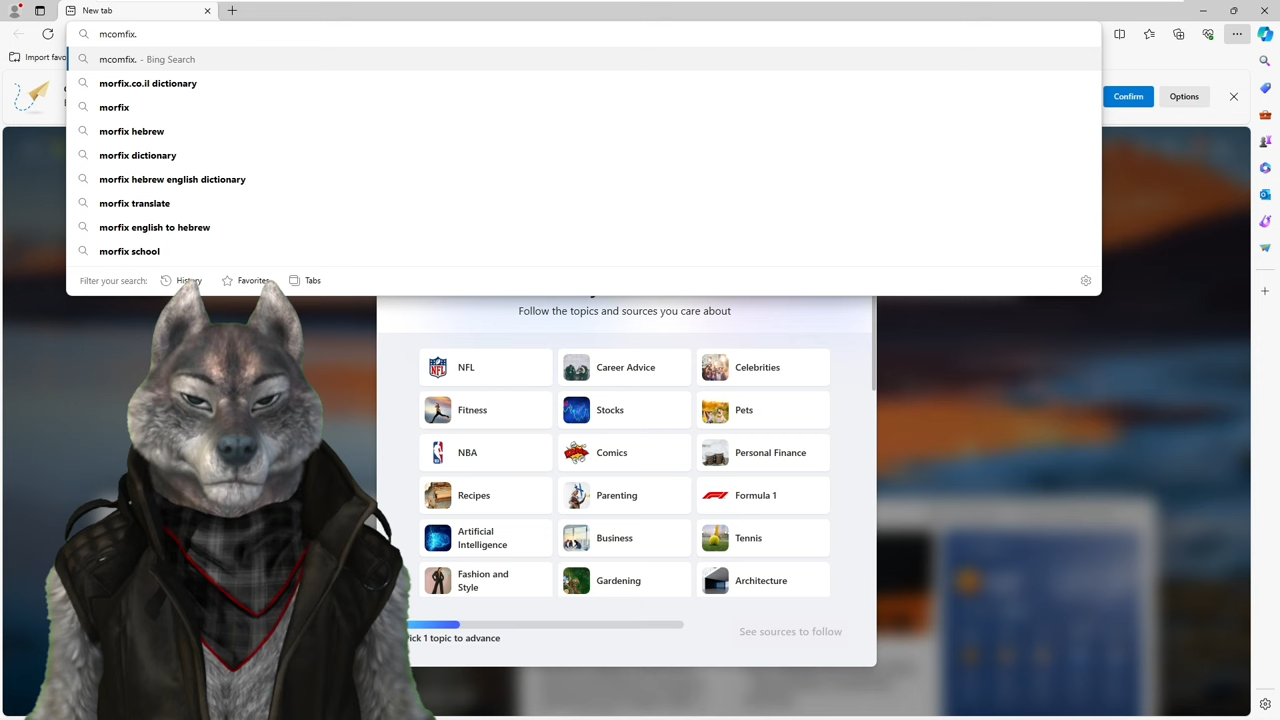 New tab
mcomfix.
Import favo
mcomfix. - Bing Search
morfix.co.il dictionary
morfix
morfix hebrew
morfix dictionary
morfix hebrew english dictionary
morfix translate
morfix english to hebrew
morfix school
Filter your search: History Favorites Tabs
Confirm Options
Follow the topics and sources you care about
NFL Career Advice Celebrities
Fitness Stocks Pets
NBA Comics Personal Finance
Recipes Parenting Formula 1
Artificial Intelligence Business Tennis
Fashion and Style Gardening Architecture
ick 1 topic to advance
See sources to follow